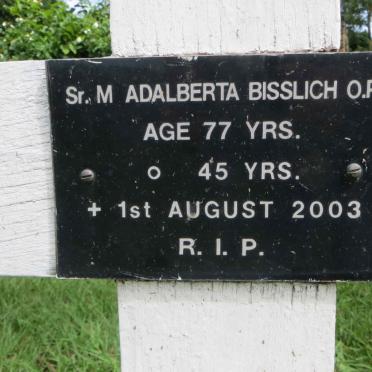 Sr. M ADALBERTA BISSLICH O.P
AGE 77 YRS.
o 45 YRS.
+ 1st AUGUST 2003
R. I. P.